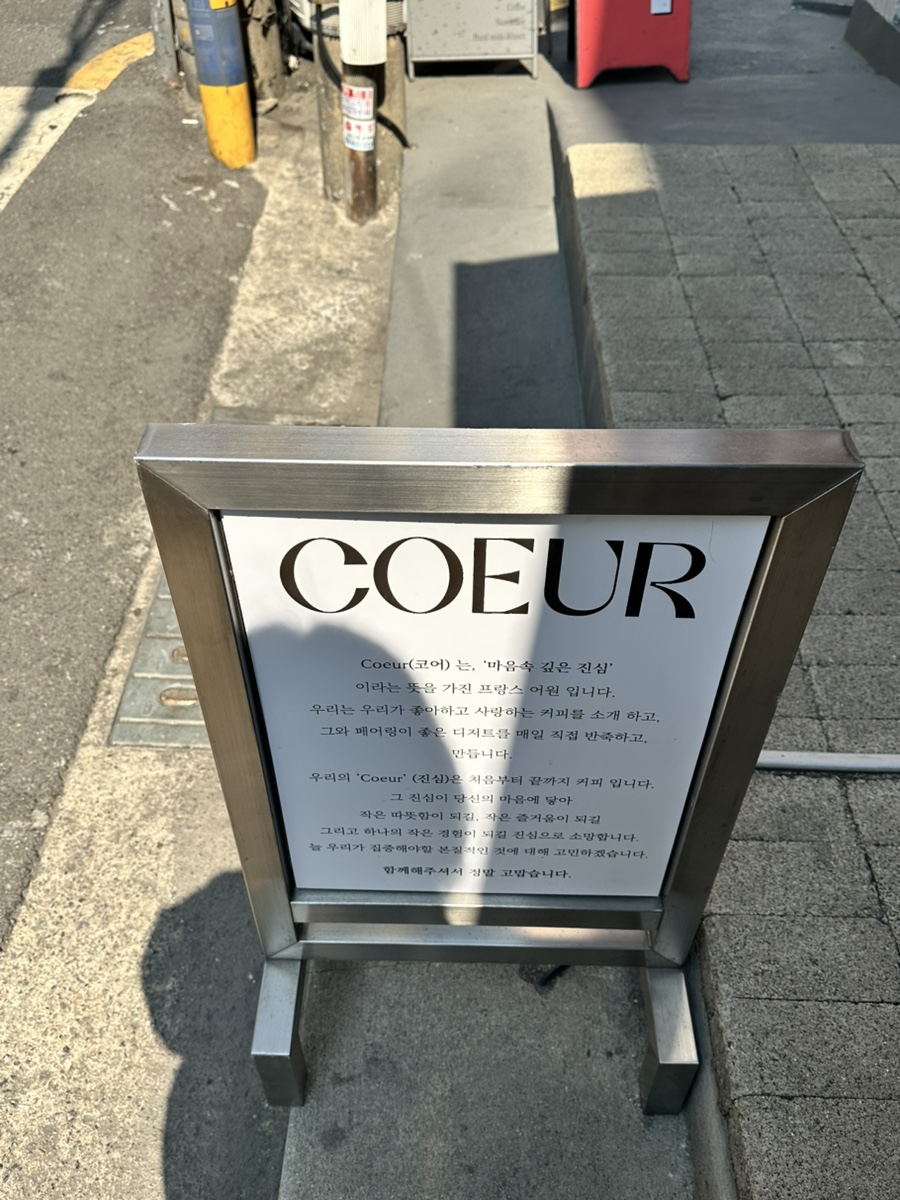 Coffee
COEUR
Coeur(코어) 는, ‘마음속 깊은 진심’
이라는 뜻을 가진 프랑스 어원 입니다.
우리는 우리가 좋아하고 사랑하는 커피를 소개 하고,
그와 페어링이 좋은 디저트를 매일 직접 반죽하고,
만듭니다.
우리의 ‘Coeur’ (진심)은 처음부터 끝까지 커피 입니다.
그 진심이 당신의 마음에 닿아
작은 따뜻함이 되길, 작은 즐거움이 되길
그리고 하나의 작은 경험이 되길 진심으로 소망합니다.
늘 우리가 집중해야할 본질적인 것에 대해 고민하겠습니다.
함께해주셔서 정말 고맙습니다.